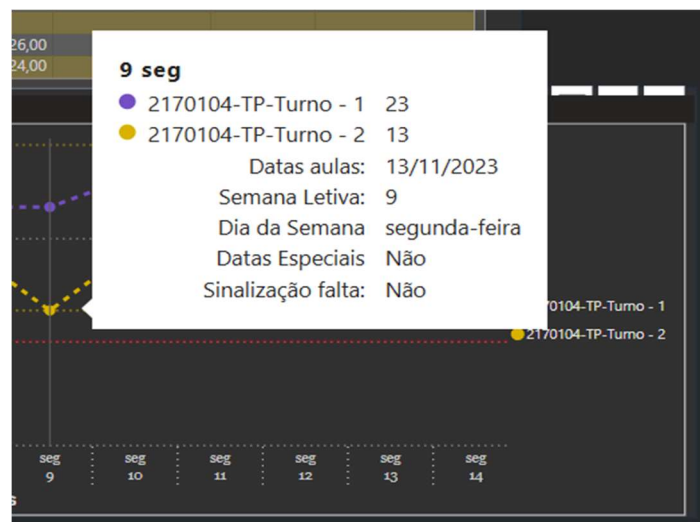 26,00
24,00
9 seg
2170104-TP-Turno - 1 23
2170104-TP-Turno - 2 13
Datas aulas: 13/11/2023
Semana Letiva: 9
Dia da Semana segunda-feira
Datas Especiais Não
Sinalização falta: Não
2170104-TP-Turno - 1
2170104-TP-Turno - 2
seg seg seg seg seg seg
9 10 11 12 13 14
s